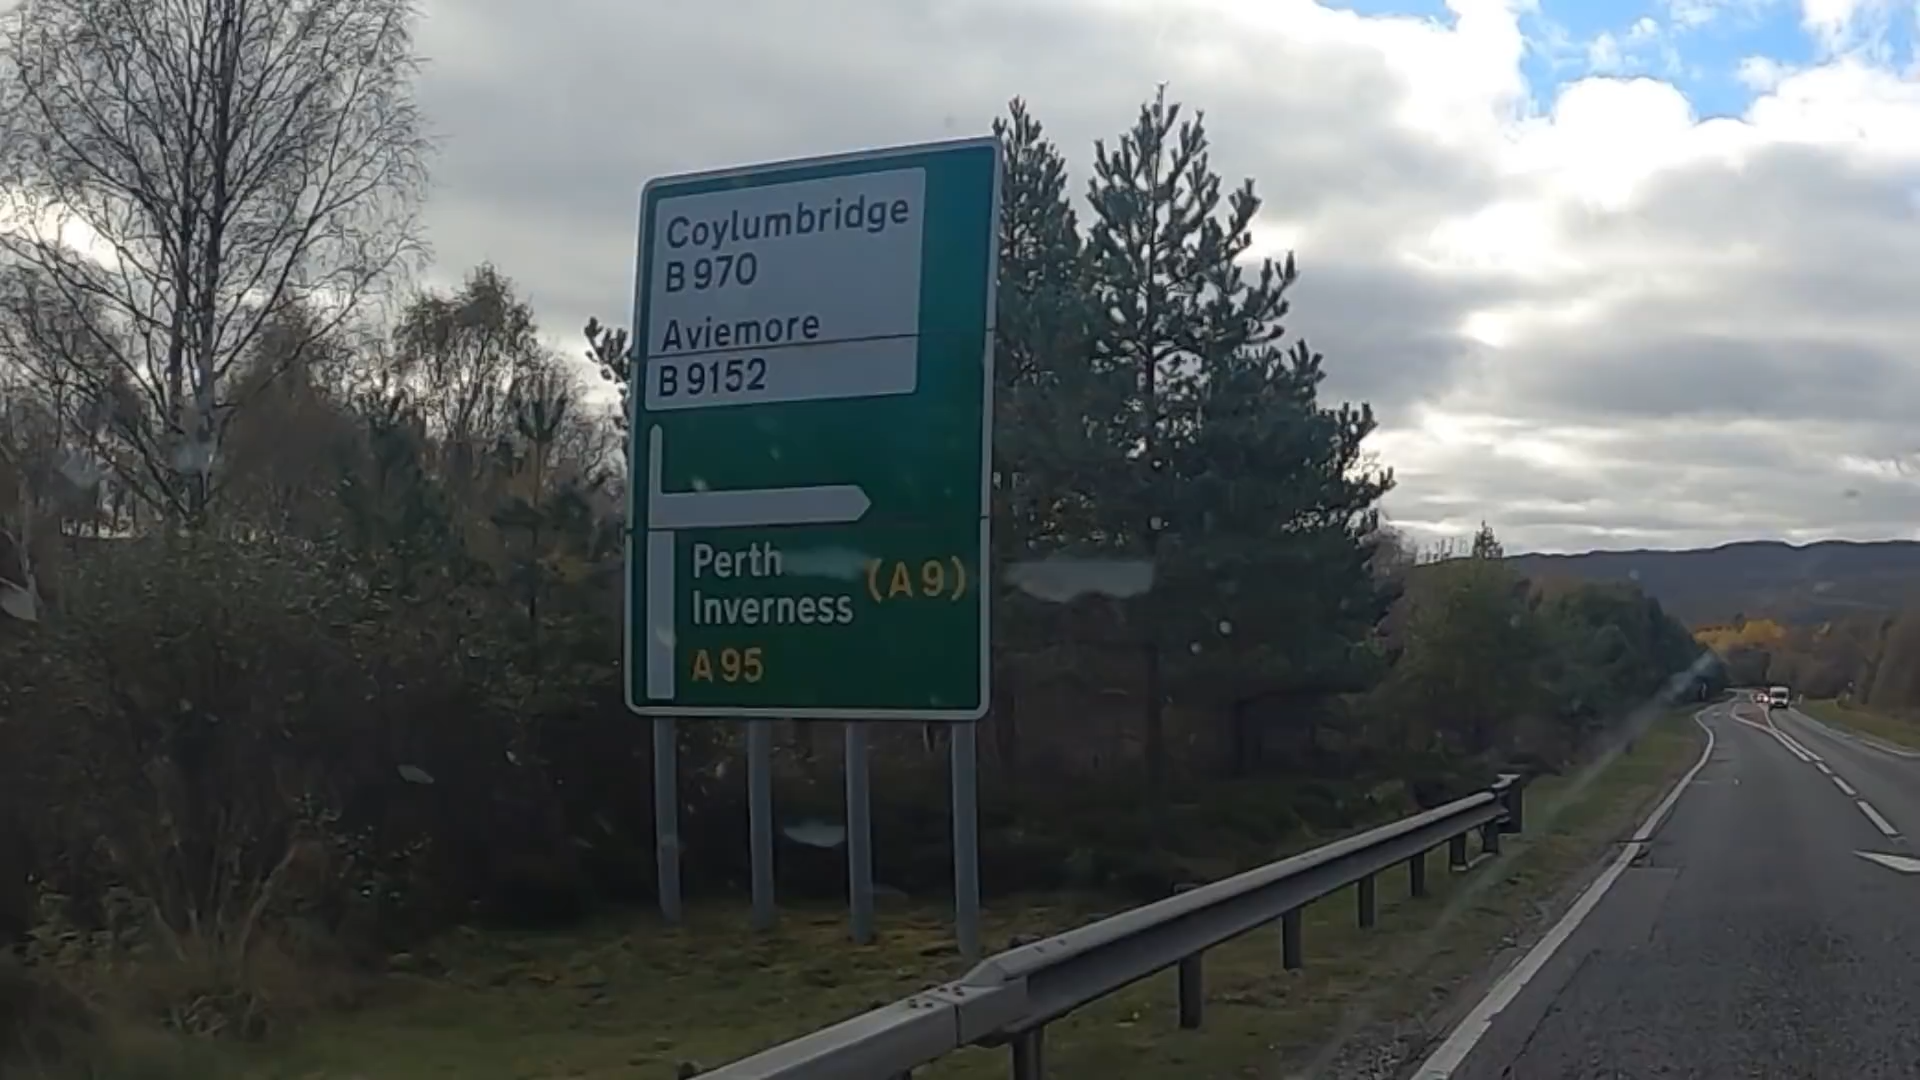 Coylumbridge
B 970
Aviemore
B 9152
Perth
Inverness
(A 9)
A 95